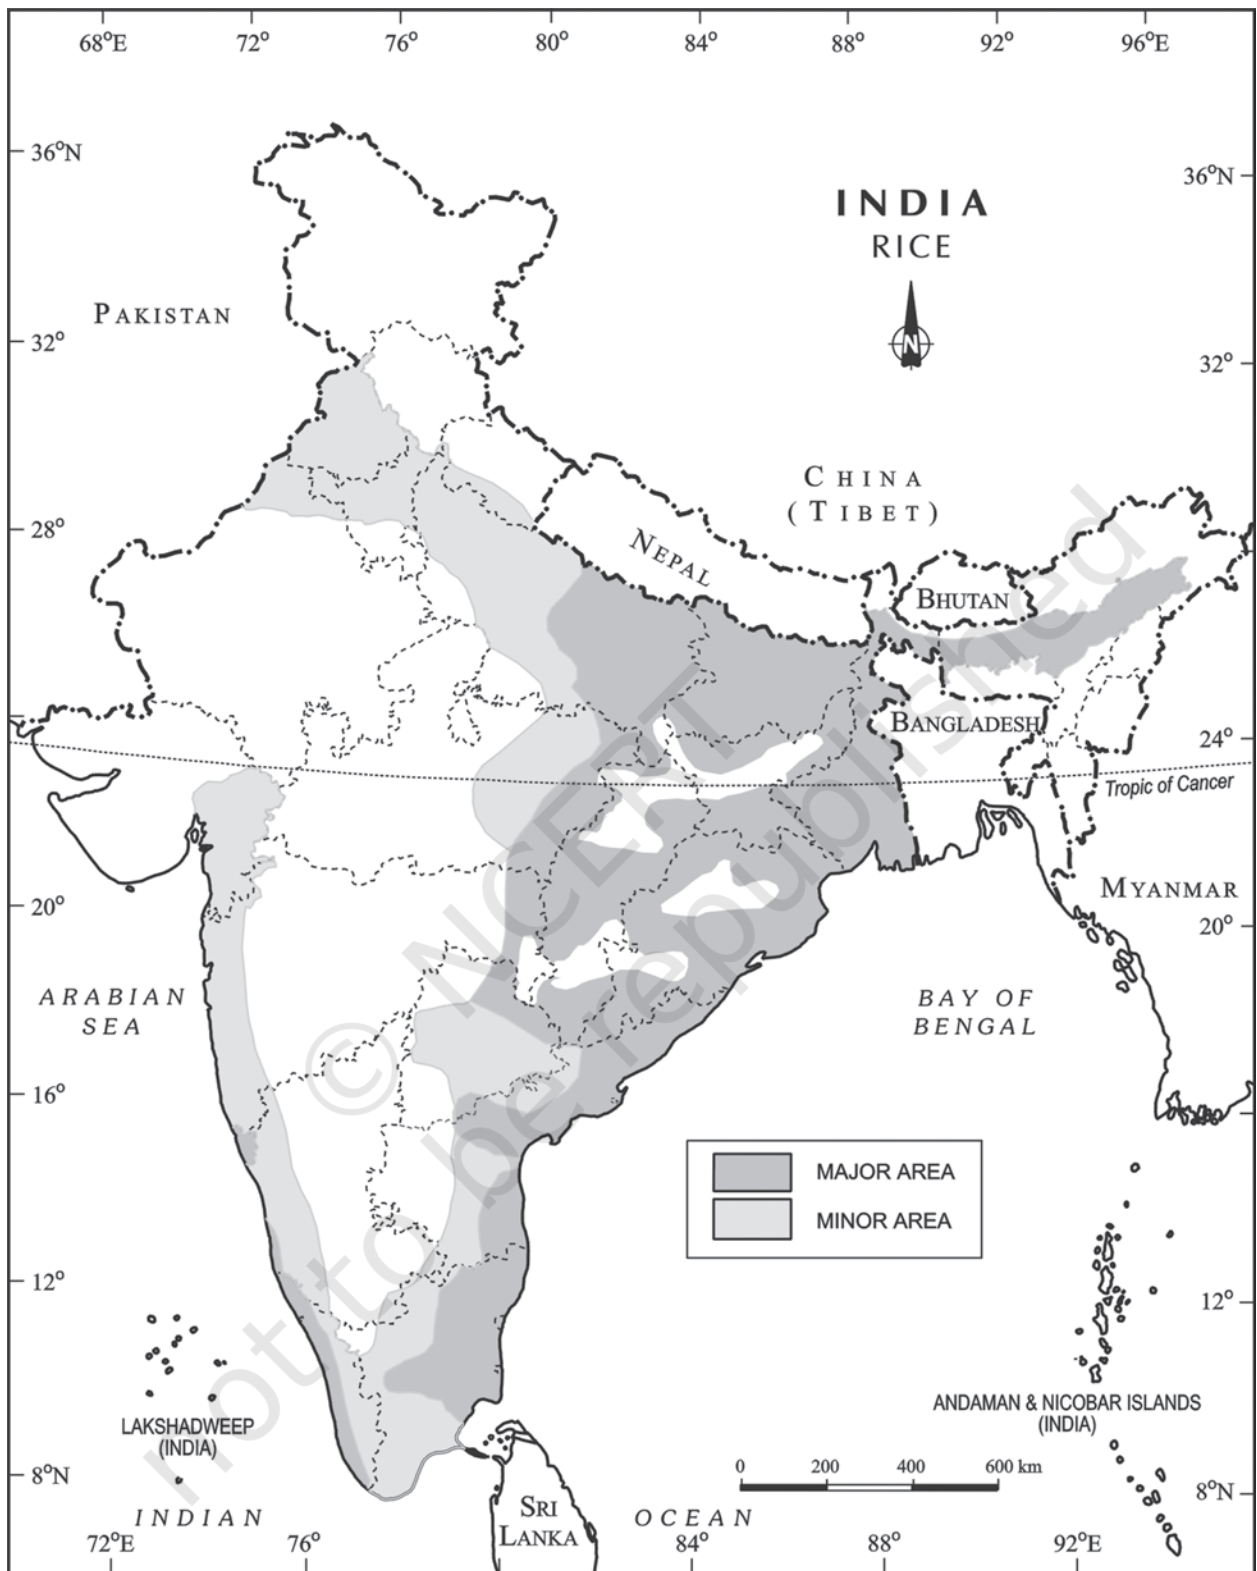 68°E 72° 76° 80° 84° 88° 92° 96°E
36°N
36°N
INDIA
RICE
N
PAKISTAN
32°
32°
CHINA
(TIBET)
28°
NEPAL
BHUTAN
BANGLADESH
24°
Tropic of Cancer
MYANMAR
20°
20°
ARABIAN
SEA
BAY OF
BENGAL
16°
MAJOR AREA
MINOR AREA
12°
12°
LAKSHADWEEP
(INDIA)
ANDAMAN & NICOBAR ISLANDS
(INDIA)
0 200 400 600 km
8°N
8°N
SRI
LANKA
INDIAN OCEAN
72°E 76° 84° 88° 92°E
© NCERT
not to be republished